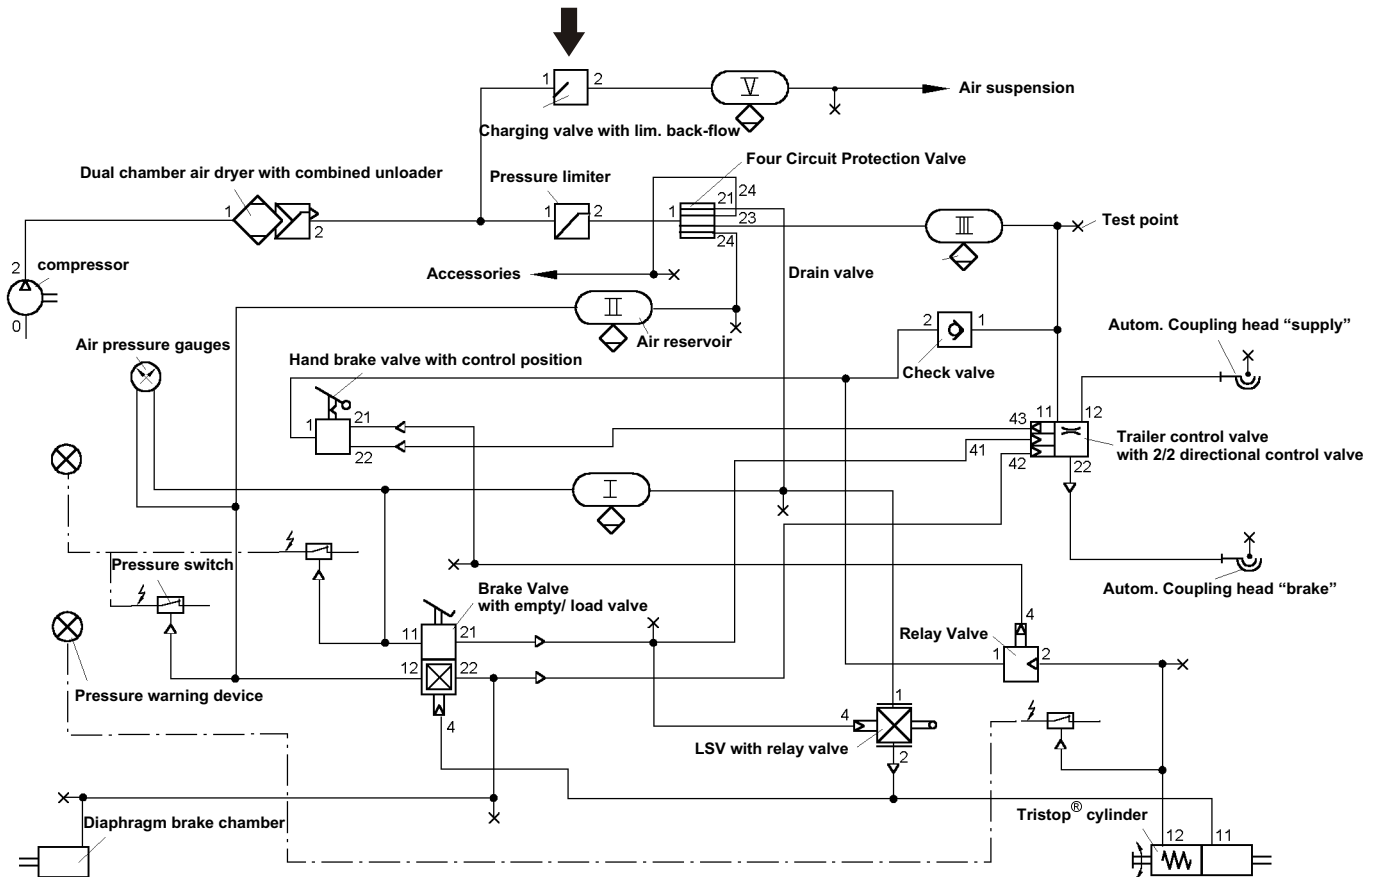 1 2 V Air suspension
Charging valve with lim. back-flow
Four Circuit Protection Valve
Dual chamber air dryer with combined unloader
Pressure limiter
24
21
1 2 1 2 1 23 III Test point
24
2 compressor
Accessories
Drain valve
0
II
Air reservoir
2 1
Autom. Coupling head “supply”
Air pressure gauges
Hand brake valve with control position
Check valve
1 21
22
43 11 12
41
42
22
Trailer control valve
with 2/2 directional control valve
I
Pressure switch
Brake Valve
with empty/ load valve
Autom. Coupling head “brake”
4
11 21
Relay Valve
1 2
12 22
Pressure warning device
4
1
4
LSV with relay valve
2
Diaphragm brake chamber
Tristop® cylinder
12 11